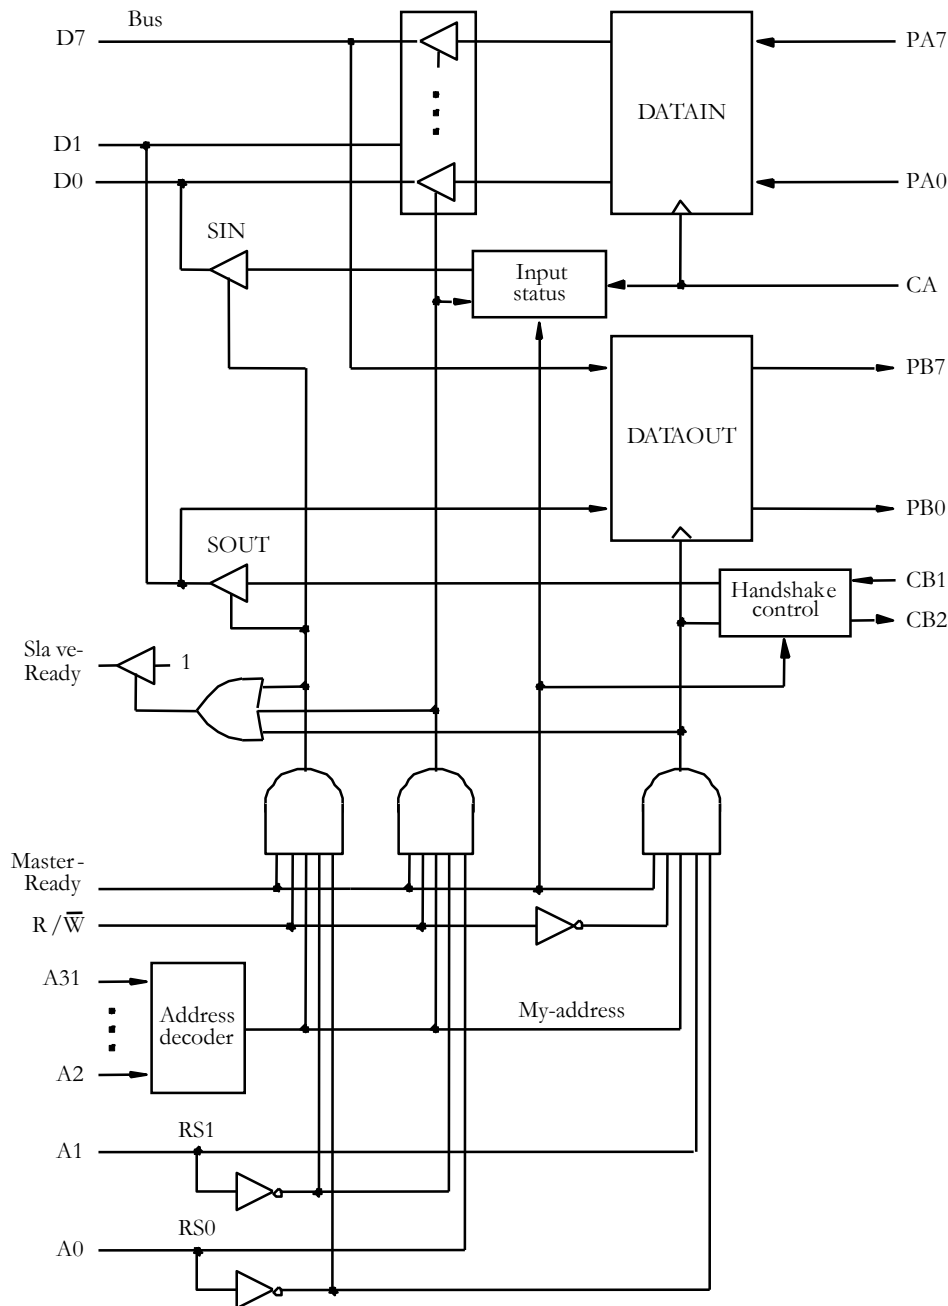 Bus
D7
PA7
DATAIN
D1
D0
PA0
SIN
Input
status
CA
PB7
DATAOUT
PB0
SOUT
CB1
Handshake
control
CB2
Sla ve-
Ready
1
Master-
Ready
R / W̅
A31
Address
decoder
My-address
A2
RS1
A1
RS0
A0